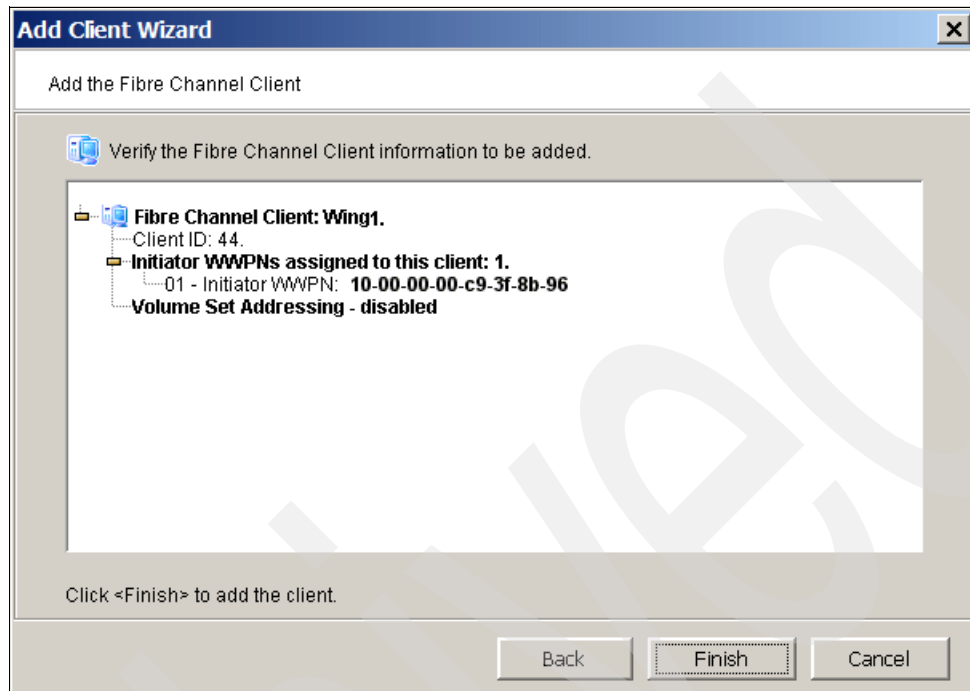 Add Client Wizard
Add the Fibre Channel Client
Verify the Fibre Channel Client information to be added.
Fibre Channel Client: Wing1.
Client ID: 44.
Initiator WWPNs assigned to this client: 1.
01 - Initiator WWPN: 10-00-00-00-c9-3f-8b-96
Volume Set Addressing - disabled
Click <Finish> to add the client.
Back Finish Cancel